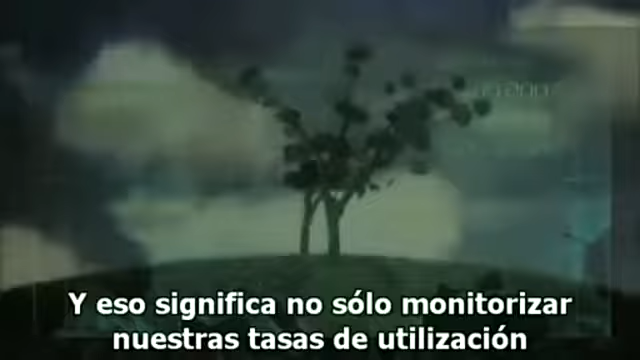 Y eso significa no sólo monitorizar
nuestras tasas de utilización